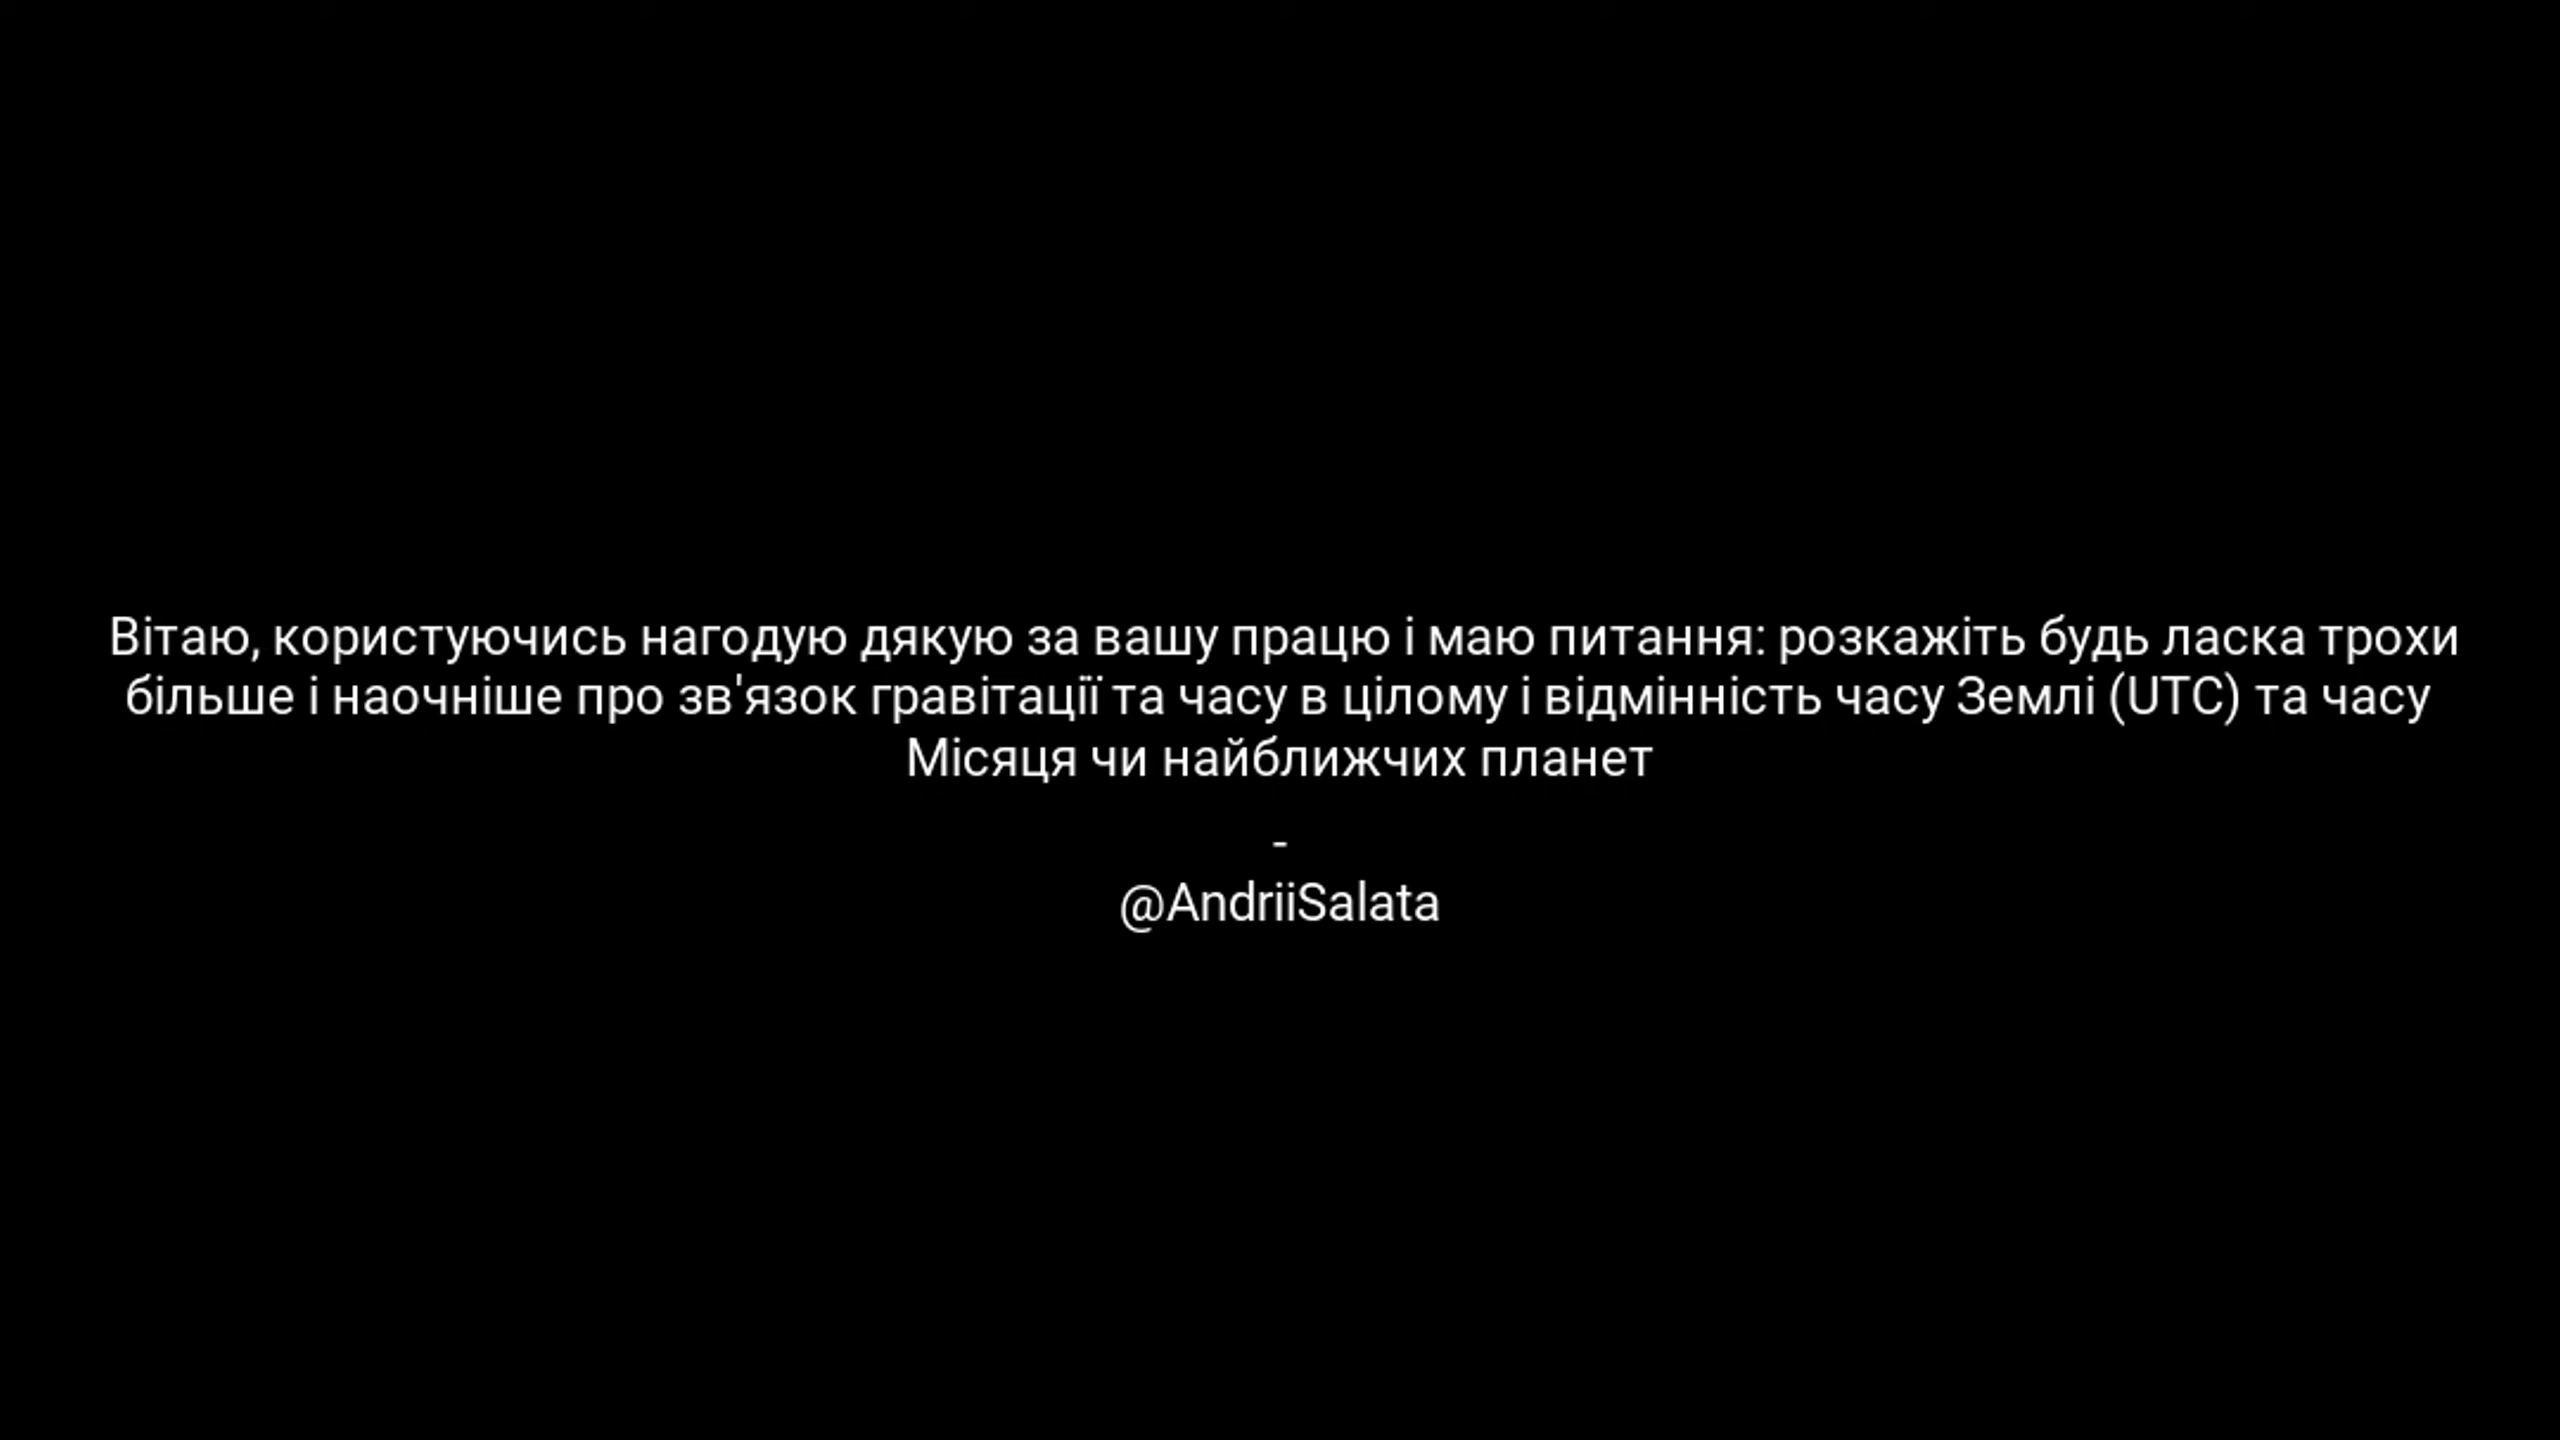 Вітаю, користуючись нагодую дякую за вашу працю і маю питання: розкажіть будь ласка трохи
більше і наочніше про зв'язок гравітації та часу в цілому і відмінність часу Землі (UTC) та часу
Місяця чи найближчих планет
-
@AndriiSalata